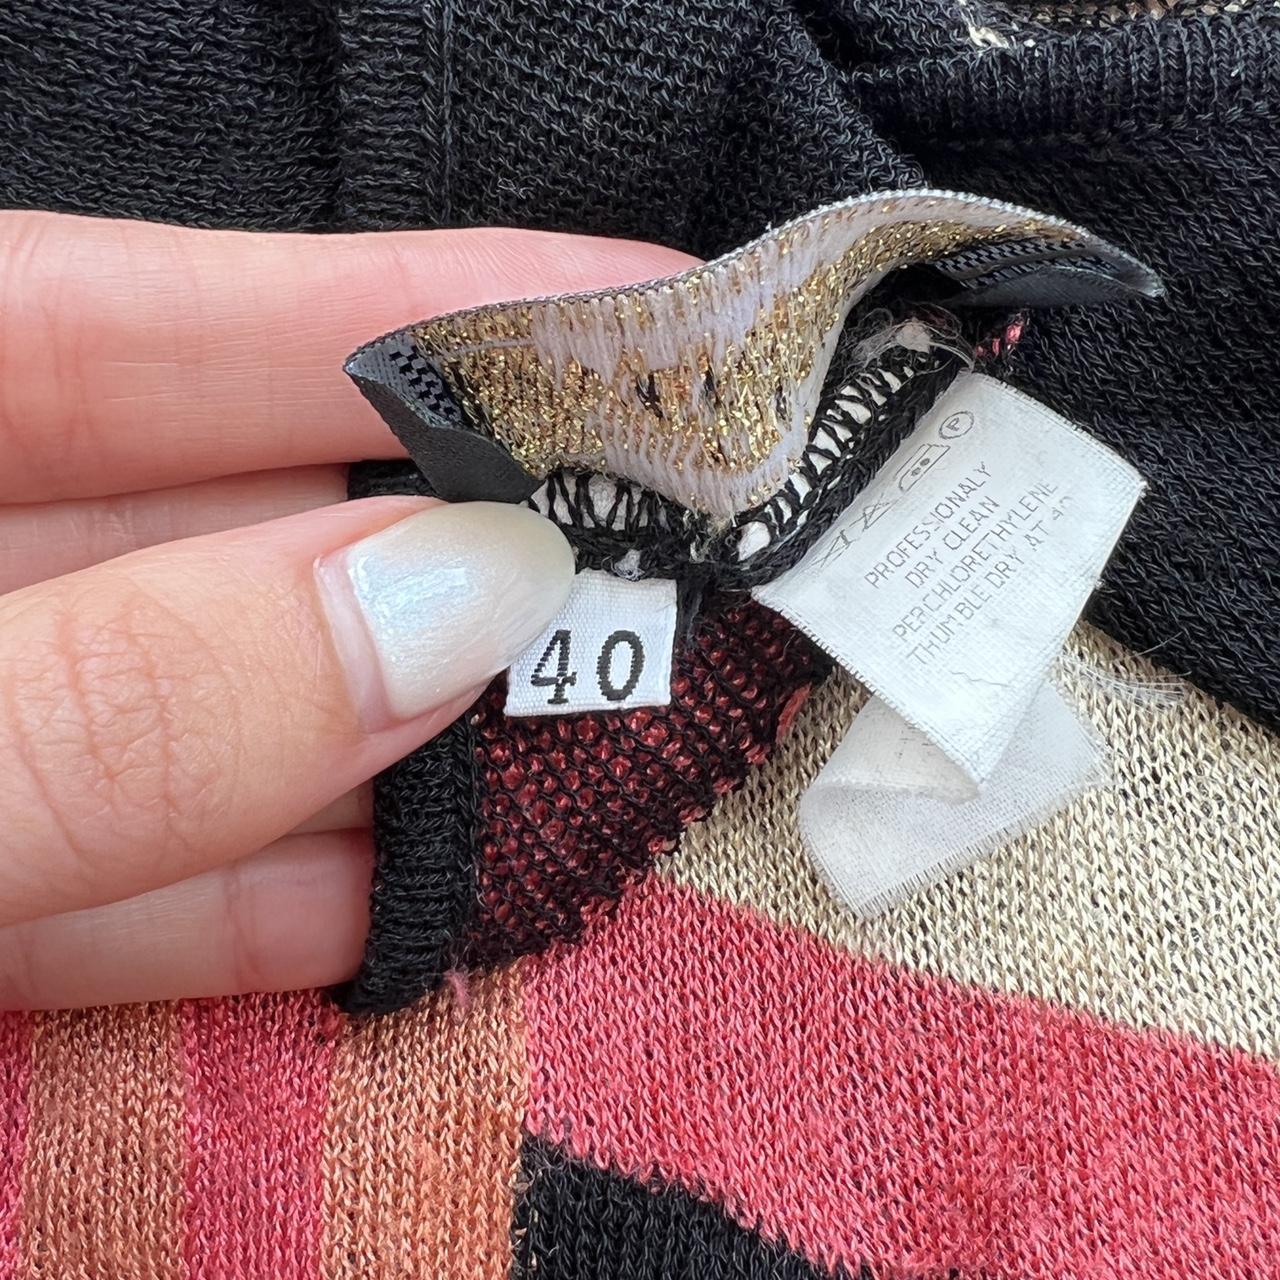 40
P
PROFESSIONALY
DRY CLEAN
PERCHLORETHYLENE
THUMBLE DRY AT